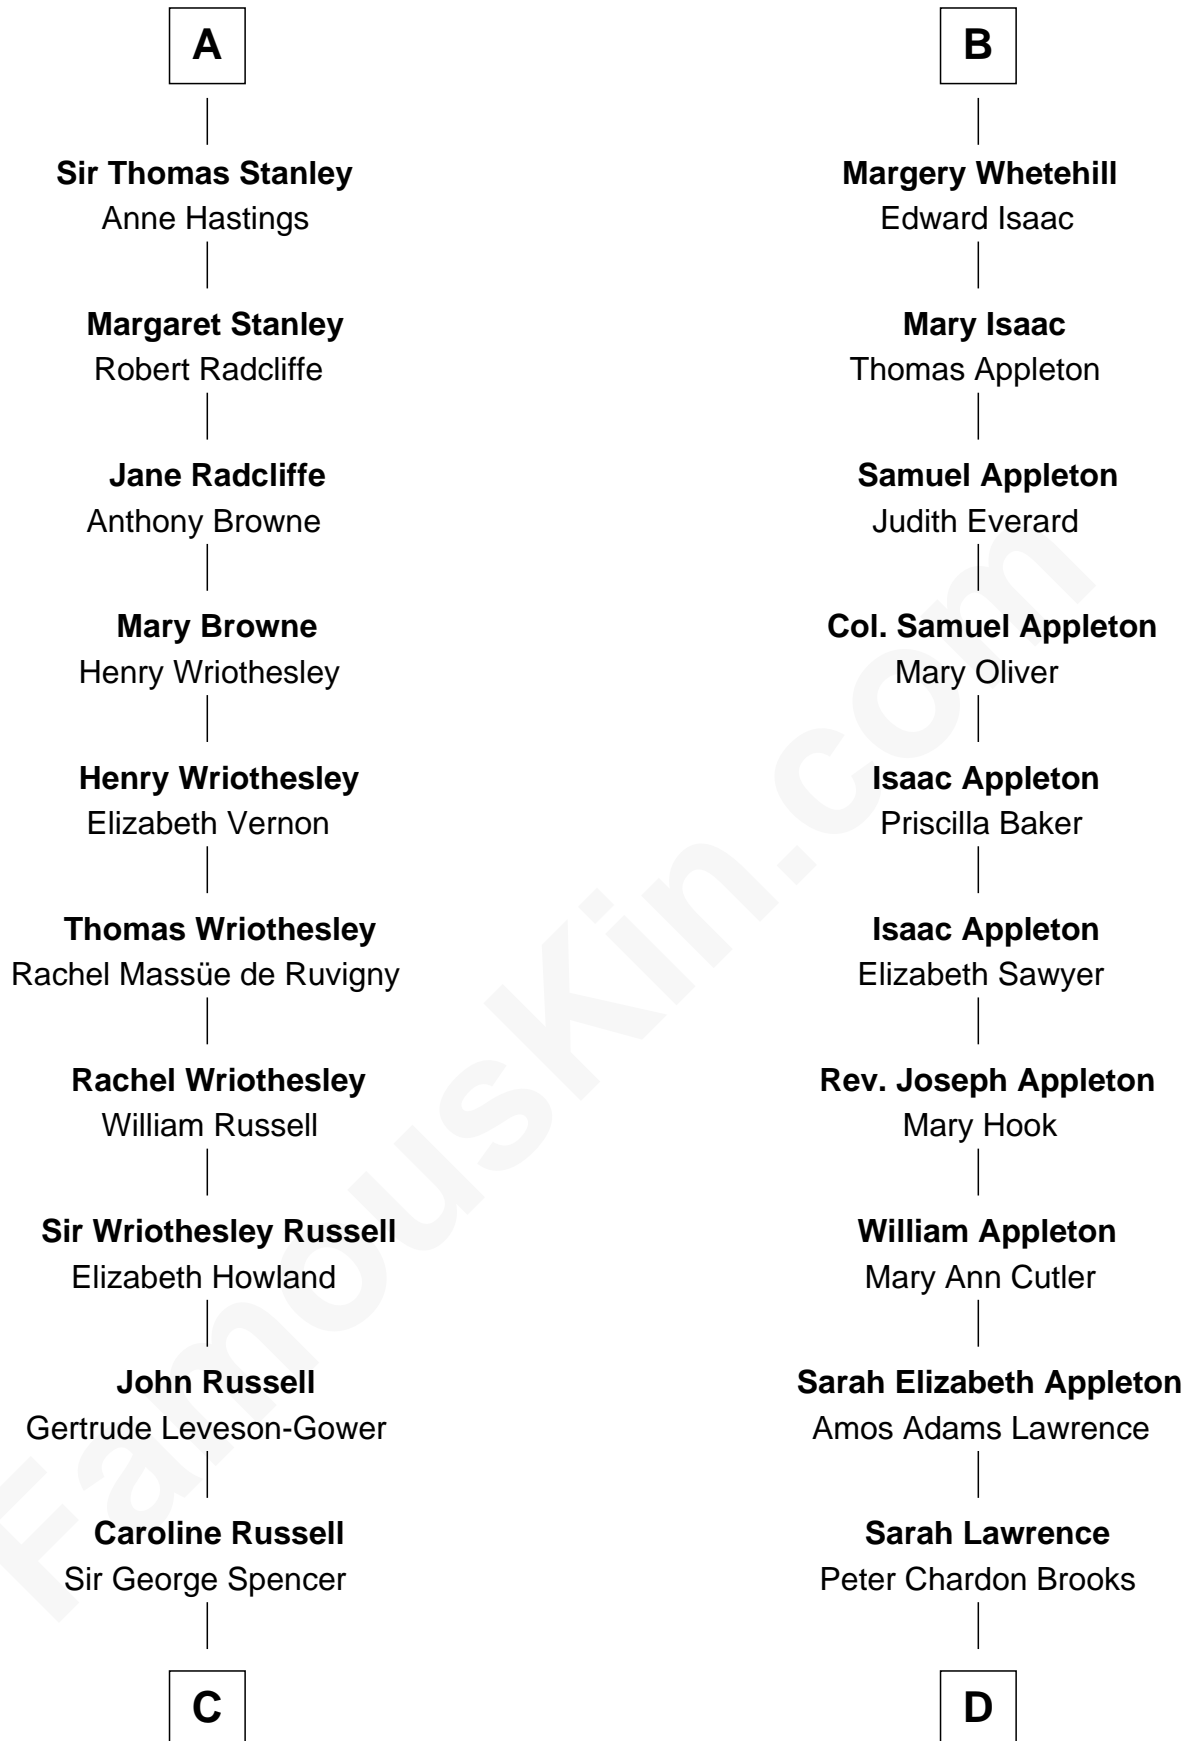 A
Sir Thomas Stanley
Anne Hastings
Margaret Stanley
Robert Radcliffe
Jane Radcliffe
Anthony Browne
Mary Browne
Henry Wriothesley
Henry Wriothesley
Elizabeth Vernon
Thomas Wriothesley
Rachel Massüe de Ruvigny
Rachel Wriothesley
William Russell
Sir Wriothesley Russell
Elizabeth Howland
John Russell
Gertrude Leveson-Gower
Caroline Russell
Sir George Spencer
C
B
Margery Whetehill
Edward Isaac
Mary Isaac
Thomas Appleton
Samuel Appleton
Judith Everard
Col. Samuel Appleton
Mary Oliver
Isaac Appleton
Priscilla Baker
Isaac Appleton
Elizabeth Sawyer
Rev. Joseph Appleton
Mary Hook
William Appleton
Mary Ann Cutler
Sarah Elizabeth Appleton
Amos Adams Lawrence
Sarah Lawrence
Peter Chardon Brooks
D
FamousKin.com